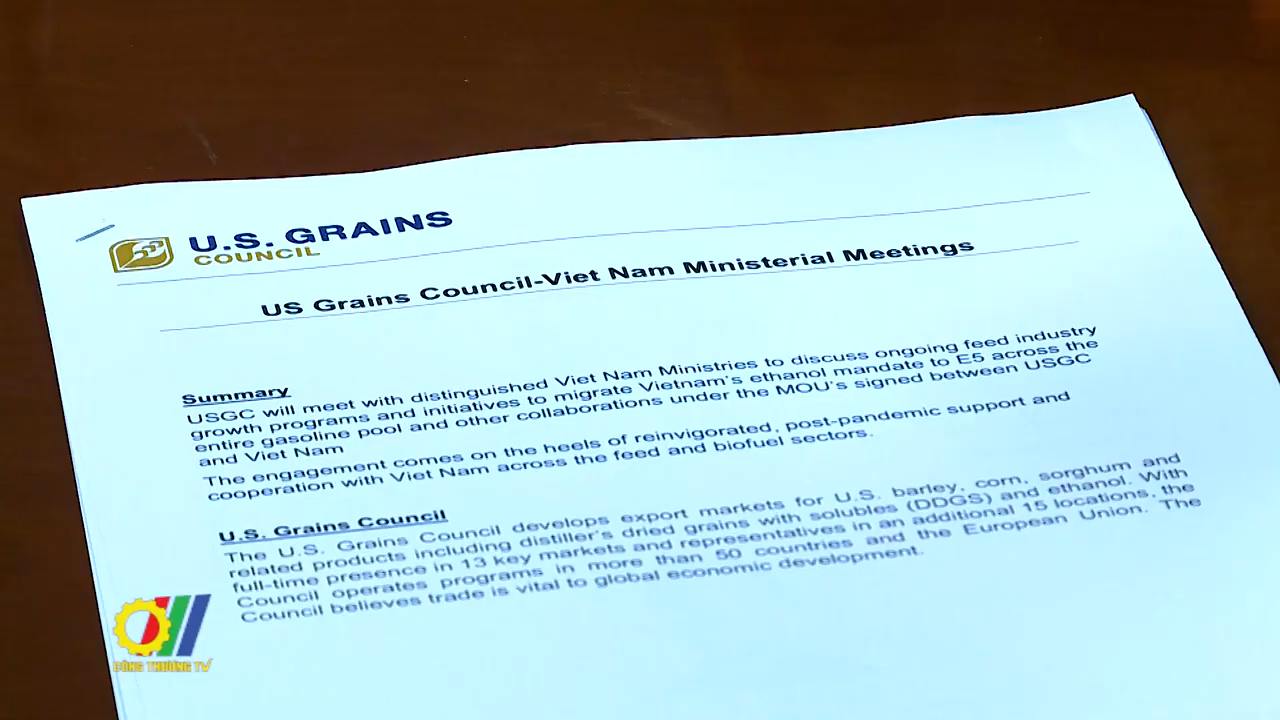 U.S. GRAINS
COUNCIL
US Grains Council-Viet Nam Ministerial Meetings
Summary
USGC will meet with distinguished Viet Nam Ministries to discuss ongoing feed industry
growth programs and initiatives to migrate Vietnam's ethanol mandate to E5 across the
entire gasoline pool and other collaborations under the MOU's signed between USGC
and Viet Nam
The engagement comes on the heels of reinvigorated, post-pandemic support and
cooperation with Viet Nam across the feed and biofuel sectors.
U.S. Grains Council
The U.S. Grains Council develops export markets for U.S. barley, corn, sorghum and
related products including distiller's dried grains with solubles (DDGS) and ethanol. With
full-time presence in 13 key markets and representatives in an additional 15 locations, the
Council operates programs in more than 50 countries and the European Union. The
Council believes trade is vital to global economic development.
CÔNG THƯƠNG TV